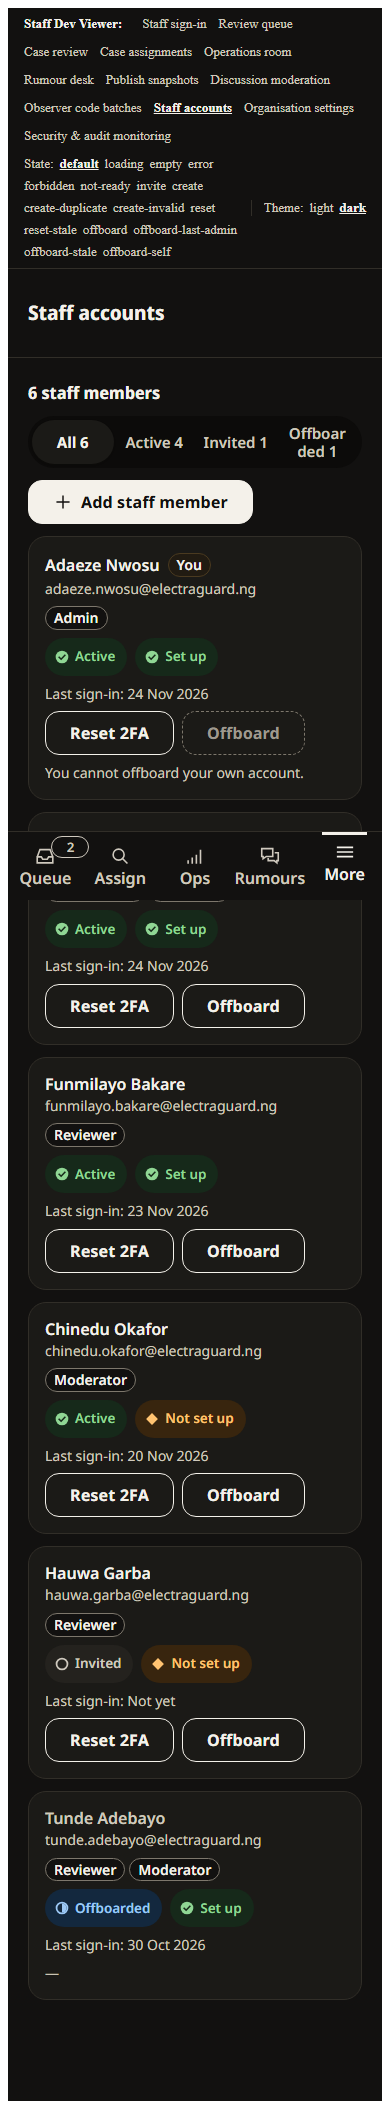 Staff Dev Viewer: Staff sign-in Review queue
Case review Case assignments Operations room
Rumour desk Publish snapshots Discussion moderation
Observer code batches Staff accounts Organisation settings
Security & audit monitoring
State: default loading empty error
forbidden not-ready invite create
create-duplicate create-invalid reset
reset-stale offboard offboard-last-admin
offboard-stale offboard-self
Theme: light dark
Staff accounts
6 staff members
All 6
Active 4
Invited 1
Offboar
ded 1
Add staff member
Adaeze Nwosu You
adaeze.nwosu@electraguard.ng
Admin
Active Set up
Last sign-in: 24 Nov 2026
Reset 2FA Offboard
You cannot offboard your own account.
2
Queue Assign Ops Rumours More
Active Set up
Last sign-in: 24 Nov 2026
Reset 2FA Offboard
Funmilayo Bakare
funmilayo.bakare@electraguard.ng
Reviewer
Active Set up
Last sign-in: 23 Nov 2026
Reset 2FA Offboard
Chinedu Okafor
chinedu.okafor@electraguard.ng
Moderator
Active Not set up
Last sign-in: 20 Nov 2026
Reset 2FA Offboard
Hauwa Garba
hauwa.garba@electraguard.ng
Reviewer
Invited Not set up
Last sign-in: Not yet
Reset 2FA Offboard
Tunde Adebayo
tunde.adebayo@electraguard.ng
Reviewer Moderator
Offboarded Set up
Last sign-in: 30 Oct 2026
—